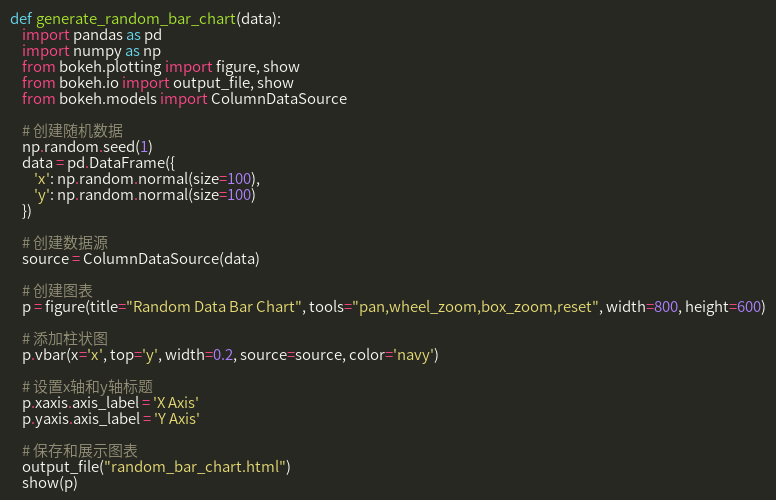 def generate_random_bar_chart(data):
    import pandas as pd
    import numpy as np
    from bokeh.plotting import figure, show
    from bokeh.io import output_file, show
    from bokeh.models import ColumnDataSource

    # 创建随机数据
    np.random.seed(1)
    data = pd.DataFrame({
        'x': np.random.normal(size=100),
        'y': np.random.normal(size=100)
    })

    # 创建数据源
    source = ColumnDataSource(data)

    # 创建图表
    p = figure(title="Random Data Bar Chart", tools="pan,wheel_zoom,box_zoom,reset", width=800, height=600)

    # 添加柱状图
    p.vbar(x='x', top='y', width=0.2, source=source, color='navy')

    # 设置x轴和y轴标题
    p.xaxis.axis_label = 'X Axis'
    p.yaxis.axis_label = 'Y Axis'

    # 保存和展示图表
    output_file("random_bar_chart.html")
    show(p)